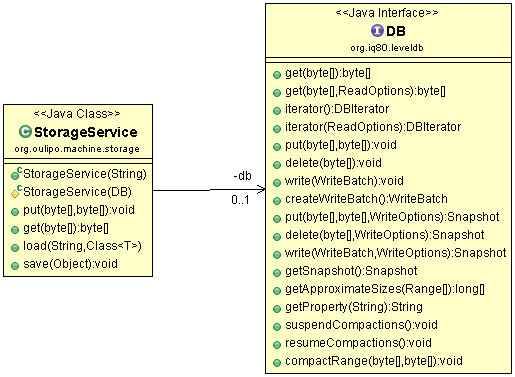 <<Java Class>>
C StorageService
org.oulipo.machine.storage
C StorageService(String)
C StorageService(DB)
put(byte[],byte[]):void
get(byte[]):byte[]
load(String,Class<T>)
save(Object):void
-db
0..1
<<Java Interface>>
I DB
org.iq80.leveldb
get(byte[]):byte[]
get(byte[],ReadOptions):byte[]
iterator():DBIterator
iterator(ReadOptions):DBIterator
put(byte[],byte[]):void
delete(byte[]):void
write(WriteBatch):void
createWriteBatch():WriteBatch
put(byte[],byte[],WriteOptions):Snapshot
delete(byte[],WriteOptions):Snapshot
write(WriteBatch,WriteOptions):Snapshot
getSnapshot():Snapshot
getApproximateSizes(Range[]):long[]
getProperty(String):String
suspendCompactions():void
resumeCompactions():void
compactRange(byte[],byte[]):void